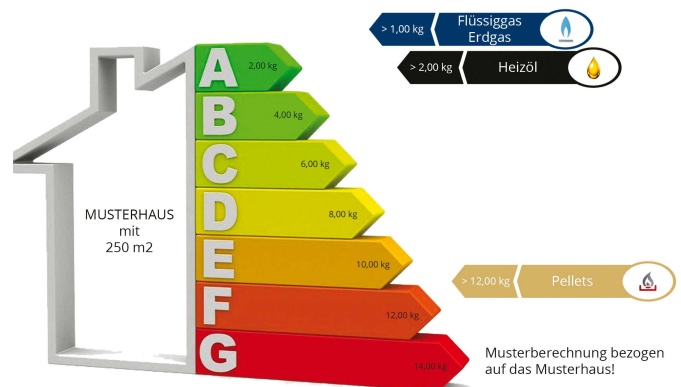 > 1,00 kg
Flüssiggas
Erdgas
> 2,00 kg
Heizöl
A
2,00 kg
B
4,00 kg
C
6,00 kg
D
8,00 kg
E
10,00 kg
F
12,00 kg
G
14,00 kg
MUSTERHAUS
mit
250 m2
> 12,00 kg
Pellets
Musterberechnung bezogen
auf das Musterhaus!